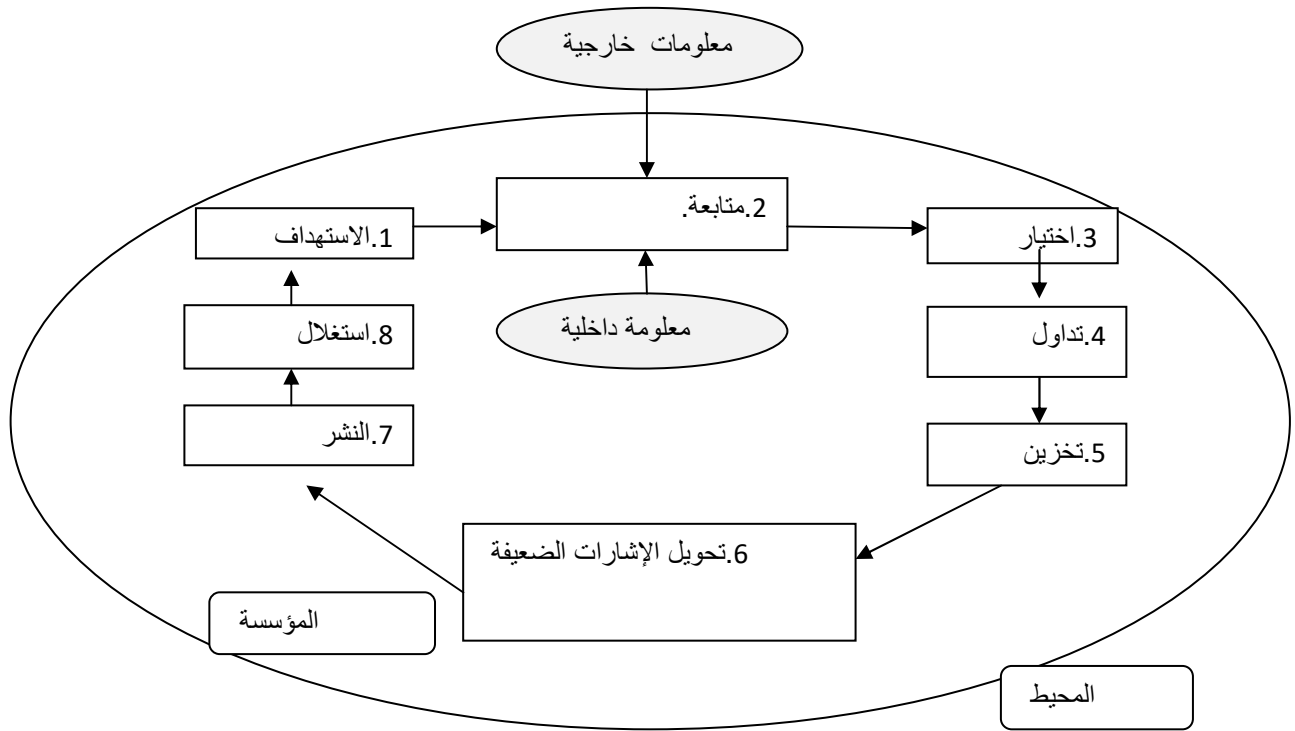 معلومات خارجية
2.متابعة.
1.الاستهداف
3.اختيار
معلومة داخلية
8.استغلال
4.تداول
7.النشر
5.تخزين
6.تحويل الإشارات الضعيفة
المؤسسة
المحيط